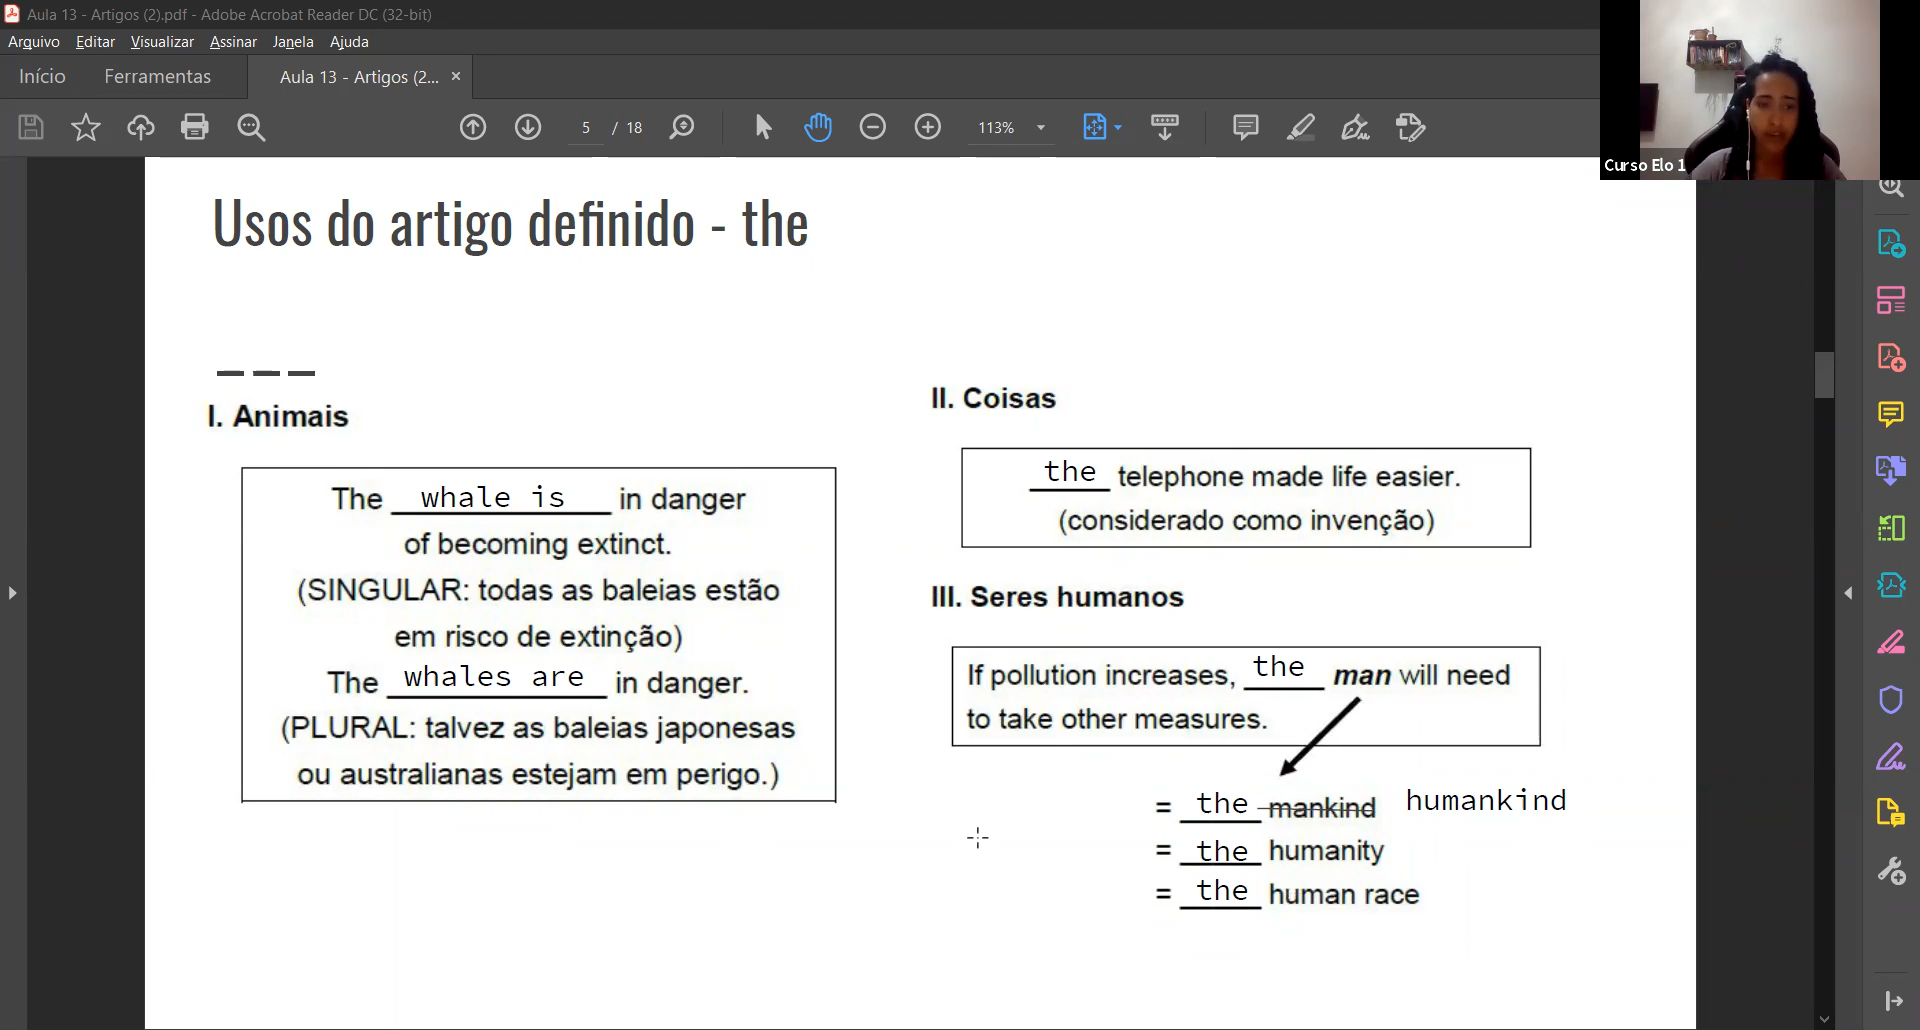 Aula 13 - Artigos (2).pdf - Adobe Acrobat Reader DC (32-bit)
Arquivo Editar Visualizar Assinar Janela Ajuda
Início Ferramentas Aula 13 - Artigos (2... ×
5 / 18 113%
Curso Elo 1
Usos do artigo definido - the
I. Animais
The whale is in danger
of becoming extinct.
(SINGULAR: todas as baleias estão
em risco de extinção)
The whales are in danger.
(PLURAL: talvez as baleias japonesas
ou australianas estejam em perigo.)
II. Coisas
the telephone made life easier.
(considerado como invenção)
III. Seres humanos
If pollution increases, the man will need
to take other measures.
= the mankind humankind
= the humanity
= the human race